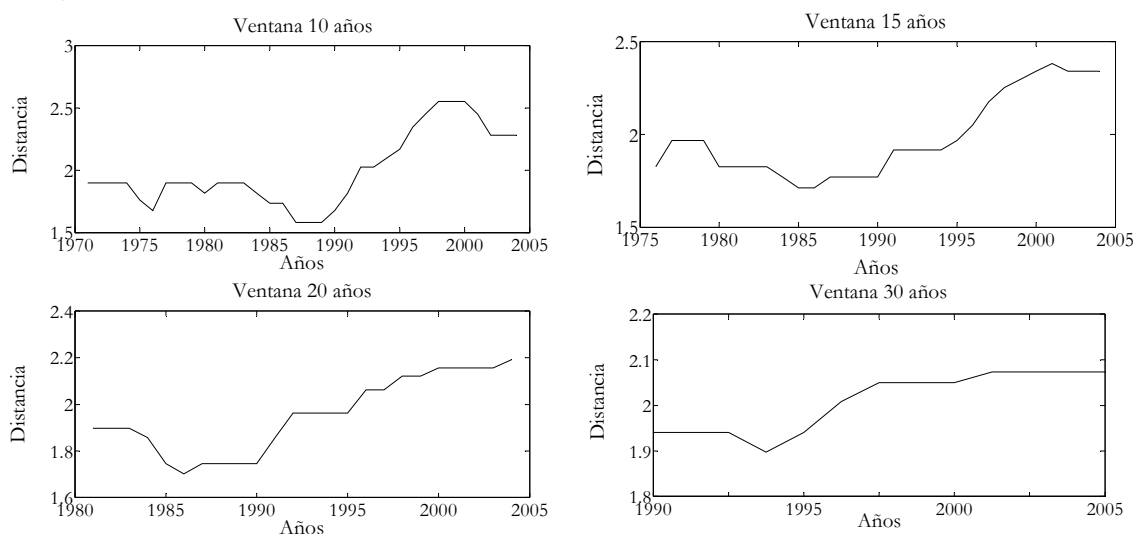 Ventana 10 años
3
2.5
2
1.5
Distancia
1970 1975 1980 1985 1990 1995 2000 2005
Años
Ventana 15 años
2.5
2
1.5
Distancia
1975 1980 1985 1990 1995 2000 2005
Años
Ventana 20 años
2.4
2.2
2
1.8
1.6
Distancia
1980 1985 1990 1995 2000 2005
Años
Ventana 30 años
2.2
2.1
2
1.9
1.8
Distancia
1990 1995 2000 2005
Años